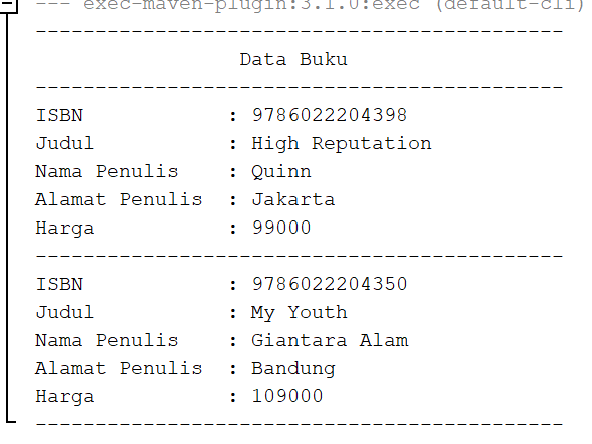 --- exec-maven-plugin:3.1.0:exec (default-cli)
--------------------------------------------
Data Buku
--------------------------------------------
ISBN : 9786022204398
Judul : High Reputation
Nama Penulis : Quinn
Alamat Penulis : Jakarta
Harga : 99000
--------------------------------------------
ISBN : 9786022204350
Judul : My Youth
Nama Penulis : Giantara Alam
Alamat Penulis : Bandung
Harga : 109000
--------------------------------------------